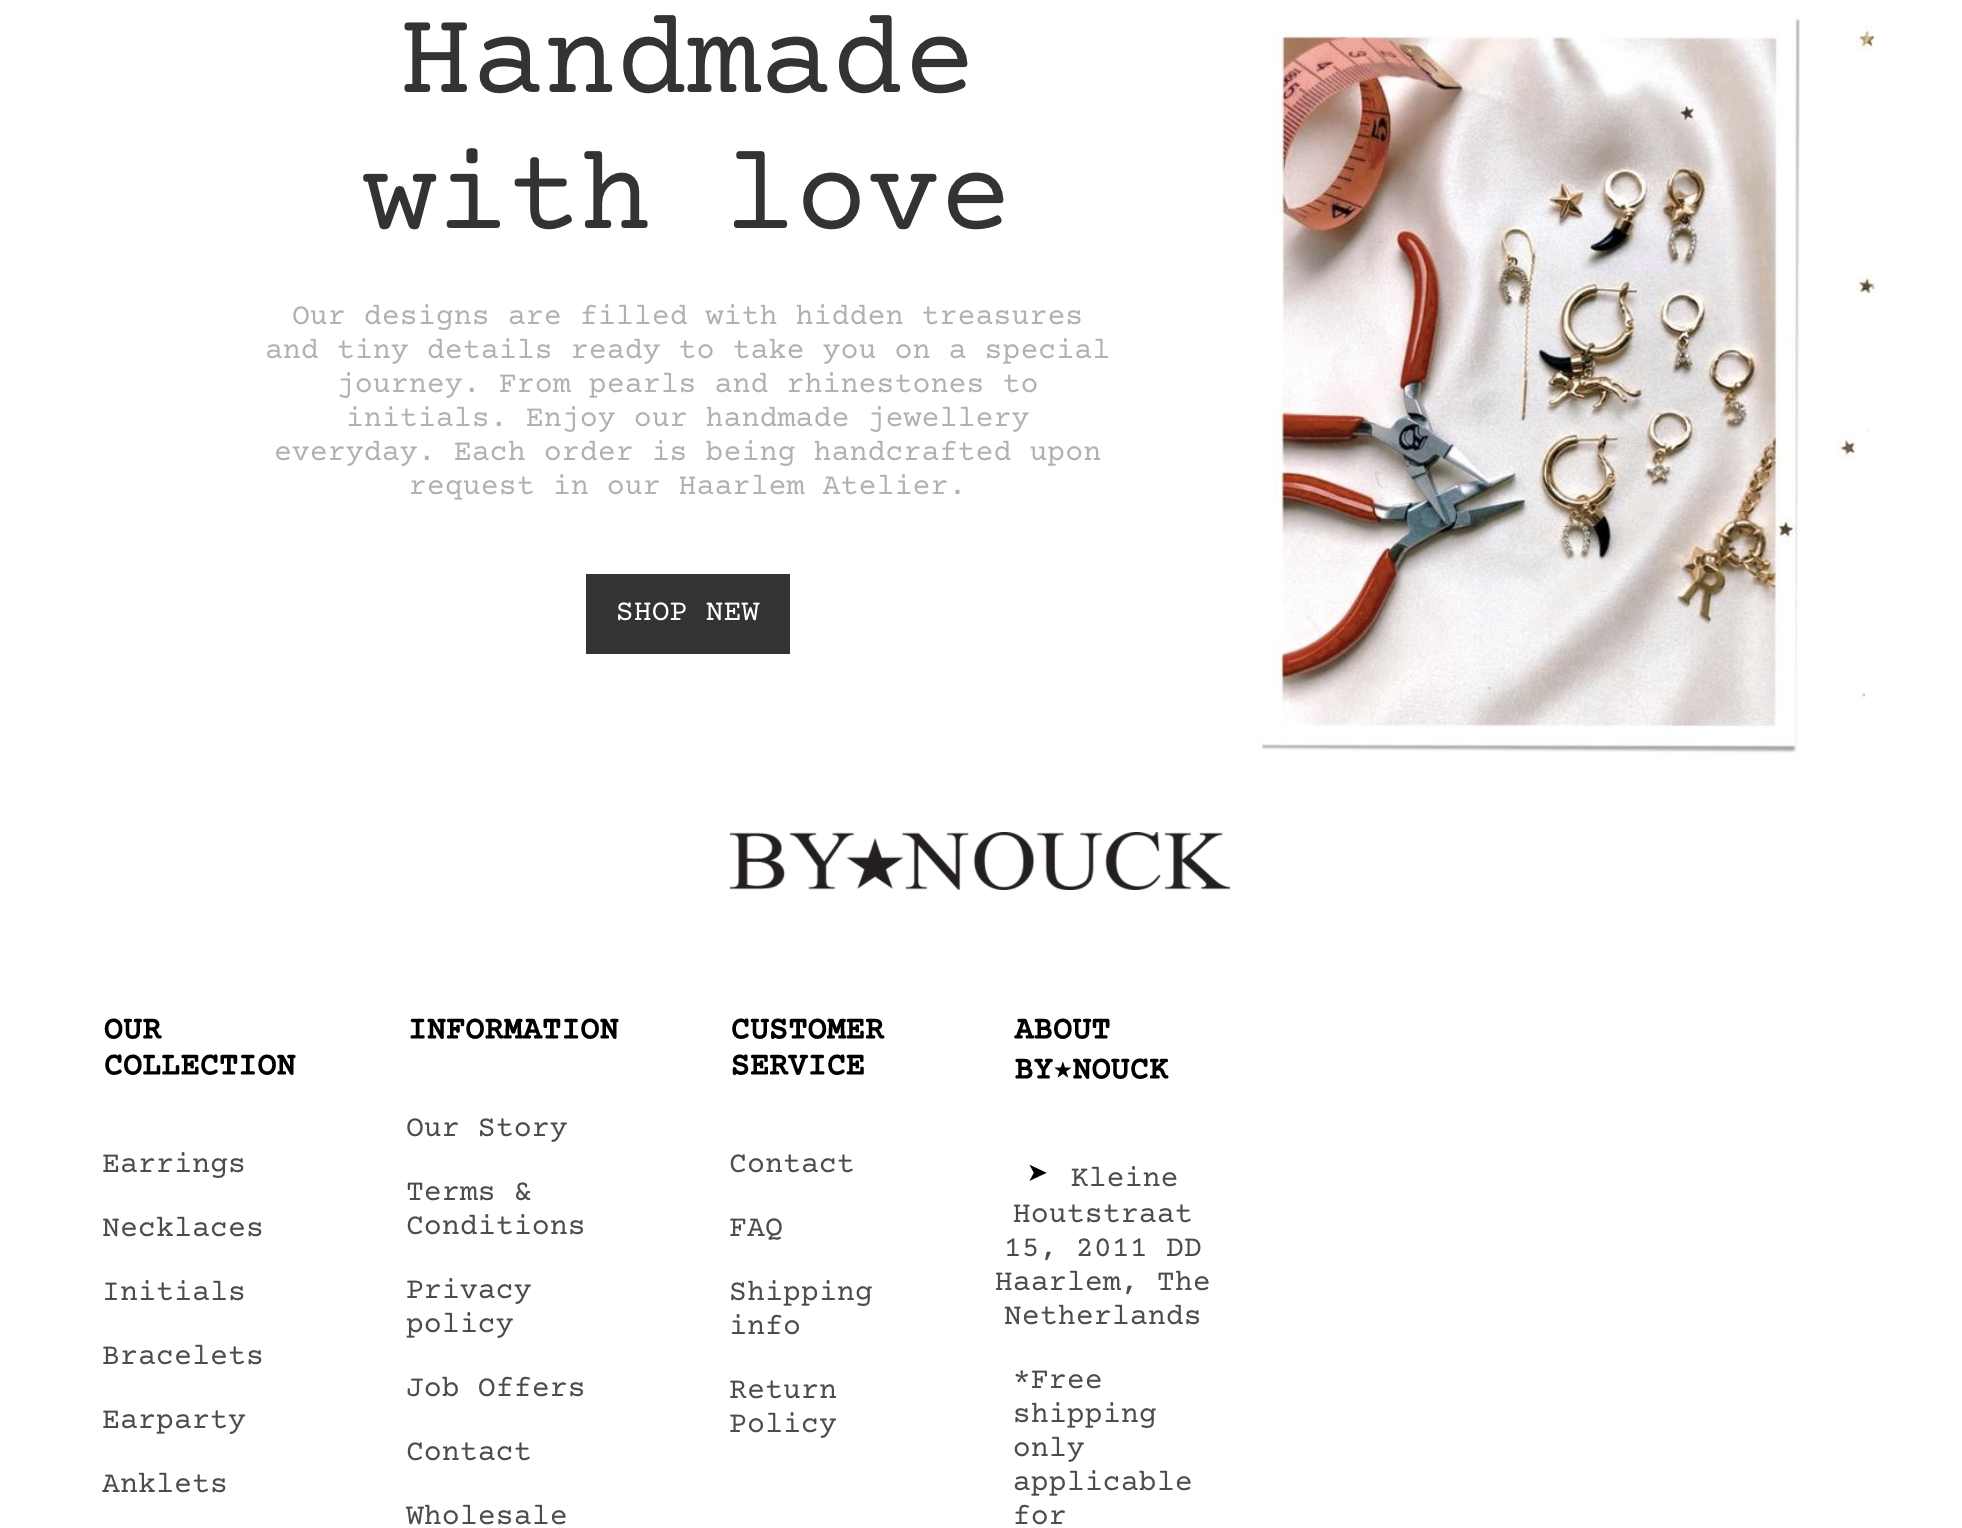 Handmade
with love
Our designs are filled with hidden treasures
and tiny details ready to take you on a special
journey. From pearls and rhinestones to
initials. Enjoy our handmade jewellery
everyday. Each order is being handcrafted upon
request in our Haarlem Atelier.
SHOP NEW
R
BY★NOUCK
OUR
COLLECTION
Earrings
Necklaces
Initials
Bracelets
Earparty
Anklets
INFORMATION
Our Story
Terms &
Conditions
Privacy
policy
Job Offers
Contact
Wholesale
CUSTOMER
SERVICE
Contact
FAQ
Shipping
info
Return
Policy
ABOUT
BY★NOUCK
➤ Kleine
Houtstraat
15, 2011 DD
Haarlem, The
Netherlands
*Free
shipping
only
applicable
for